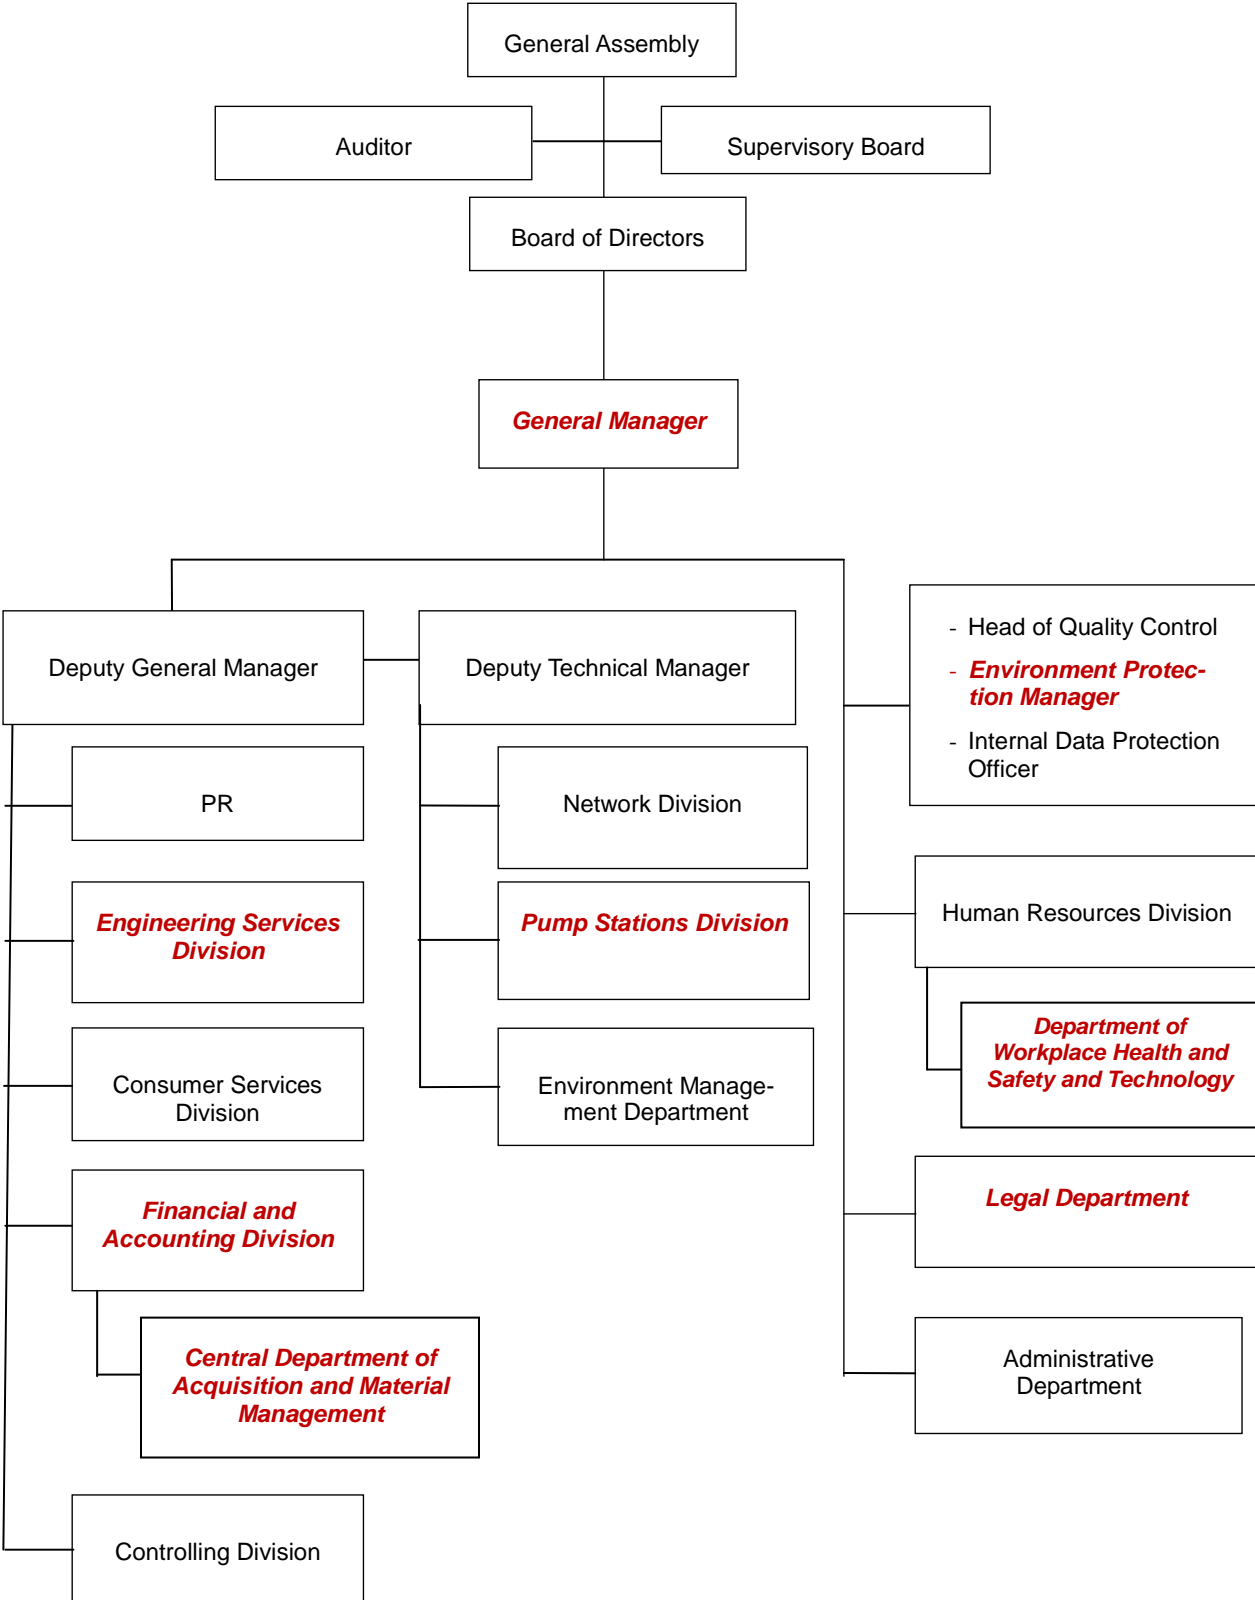 General Assembly
Auditor
Supervisory Board
Board of Directors
General Manager
Deputy General Manager
Deputy Technical Manager
- Head of Quality Control
- Environment Protec-
tion Manager
- Internal Data Protection
Officer
PR
Network Division
Engineering Services
Division
Pump Stations Division
Human Resources Division
Department of
Workplace Health and
Safety and Technology
Consumer Services
Division
Environment Manage-
ment Department
Financial and
Accounting Division
Legal Department
Central Department of
Acquisition and Material
Management
Administrative
Department
Controlling Division